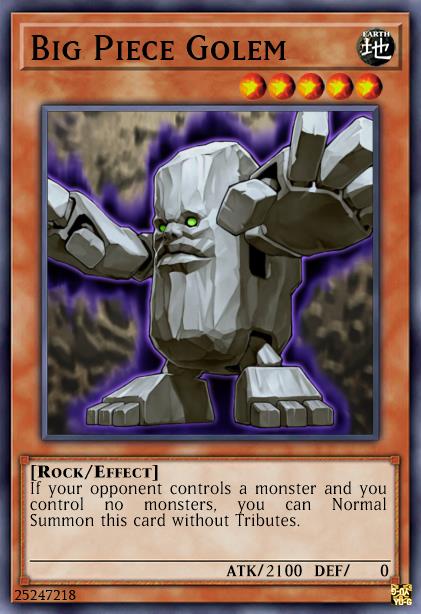 Big Piece Golem
EARTH
地
[Rock/Effect]
If your opponent controls a monster and you
control no monsters, you can Normal
Summon this card without Tributes.
ATK/2100 DEF/ 0
25247218